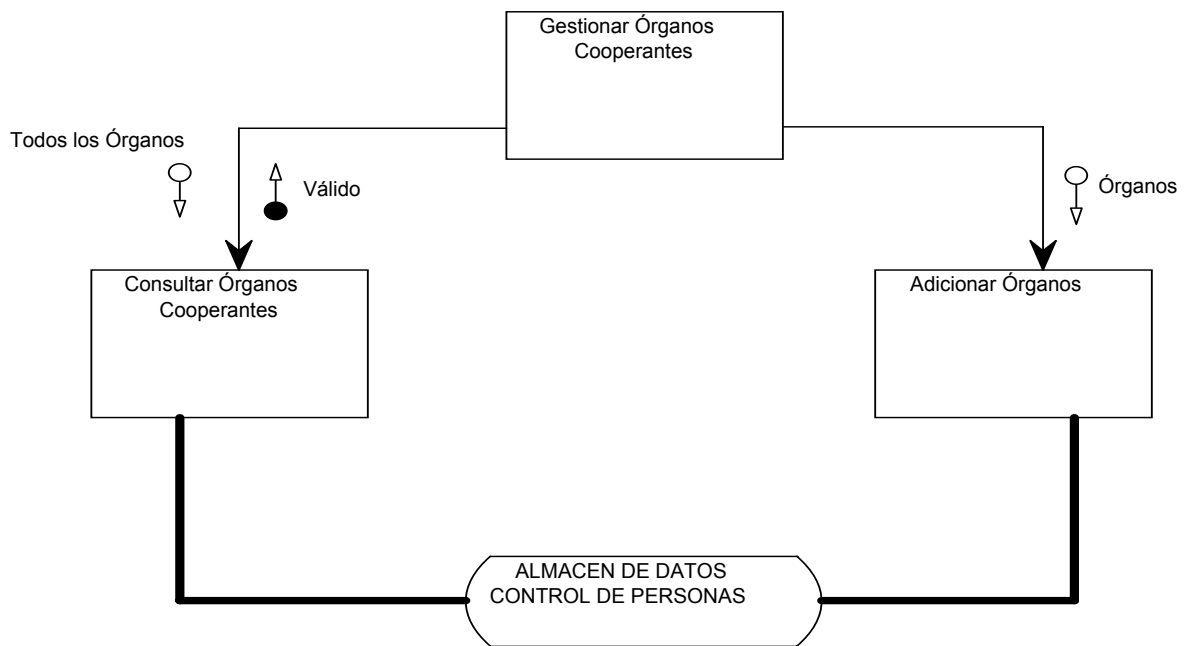 Gestionar Órganos
Cooperantes
Todos los Órganos
Válido
Órganos
Consultar Órganos
Cooperantes
Adicionar Órganos
ALMACEN DE DATOS
CONTROL DE PERSONAS